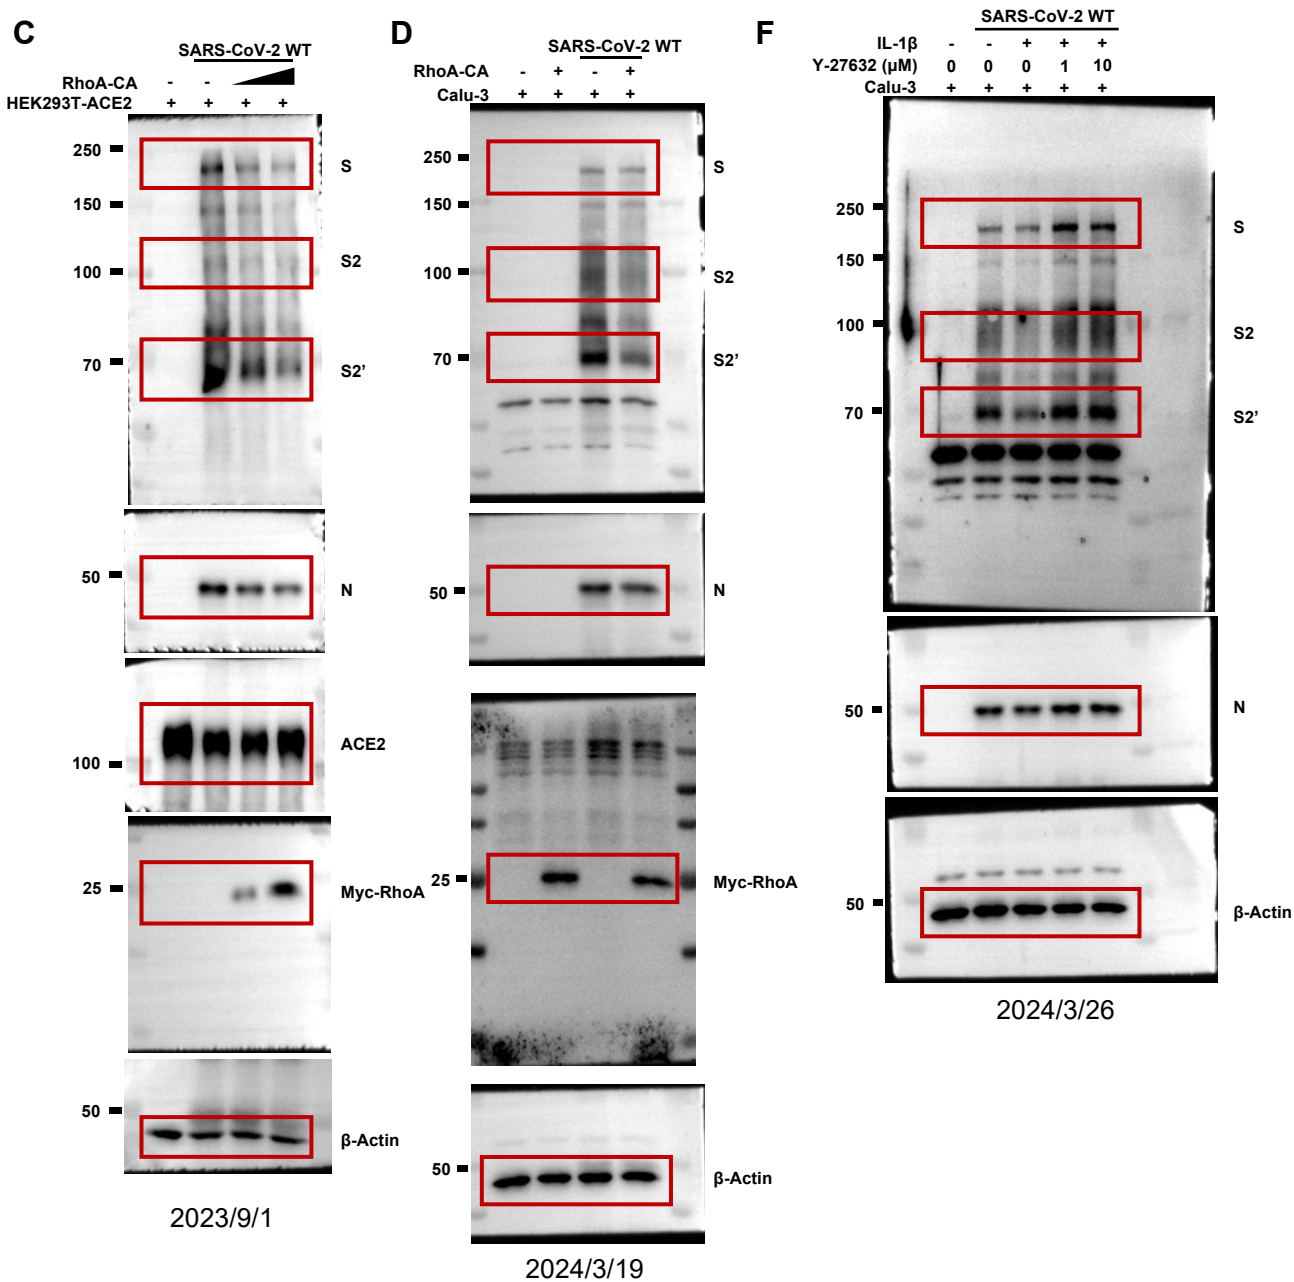 C
SARS-CoV-2 WT
RhoA-CA - -
HEK293T-ACE2 + + + +
250
150
100
70
S
S2
S2’
50
N
100
ACE2
25
Myc-RhoA
50
β-Actin
2023/9/1
D
SARS-CoV-2 WT
RhoA-CA - + - +
Calu-3 + + + +
250
150
100
70
S
S2
S2’
50
N
25
Myc-RhoA
50
β-Actin
2024/3/19
F
SARS-CoV-2 WT
IL-1β - - + + +
Y-27632 (μM) 0 0 0 1 10
Calu-3 + + + + +
250
150
100
70
S
S2
S2’
50
N
50
β-Actin
2024/3/26